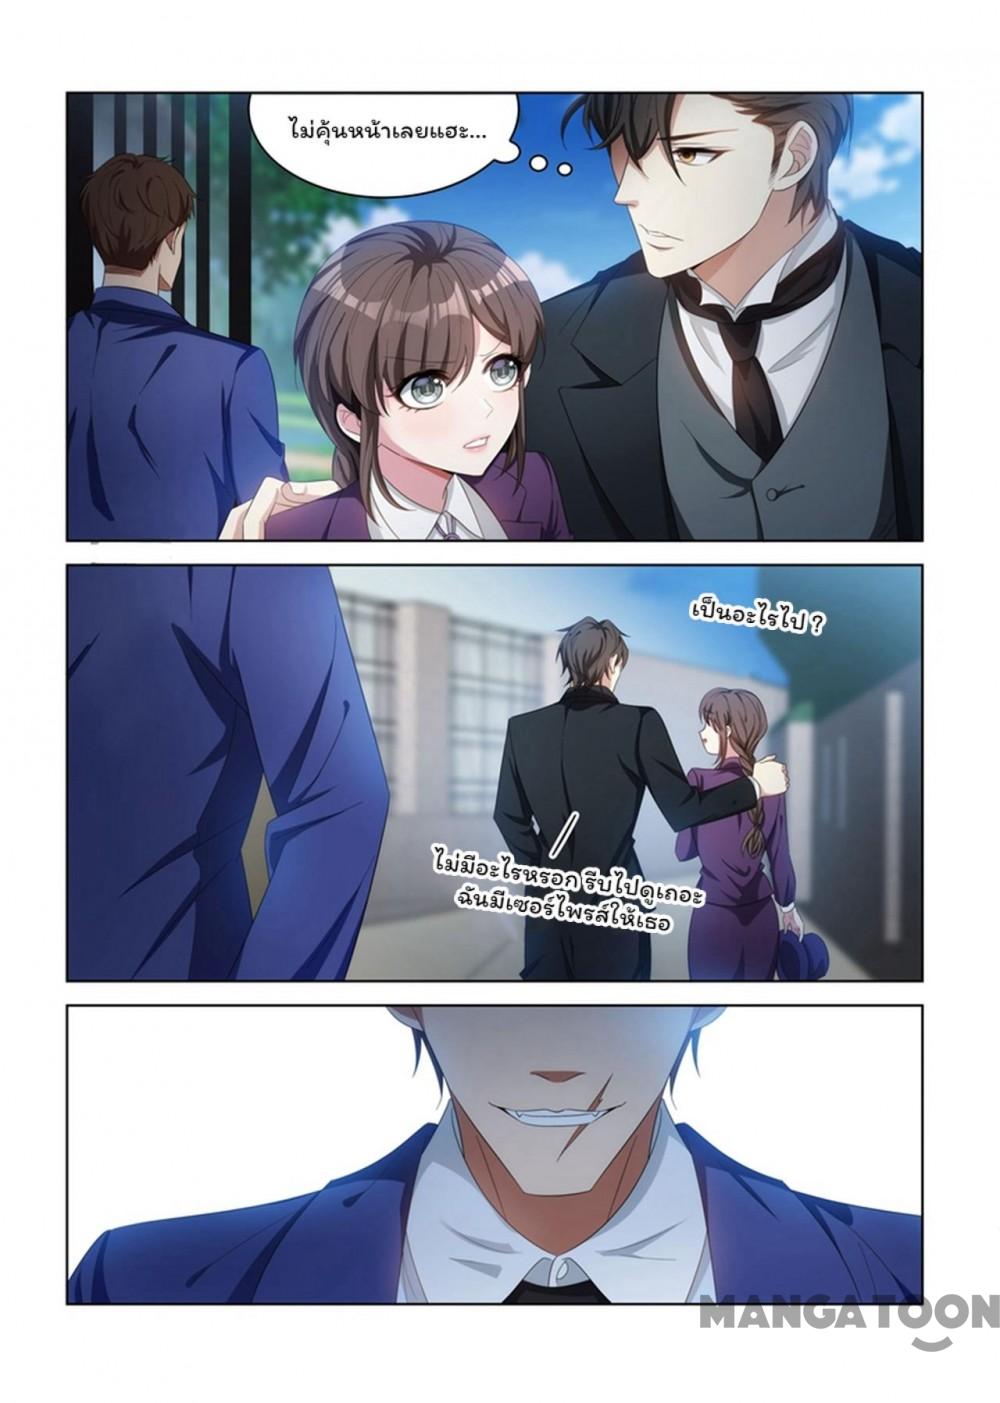 ไม่คุ้นหน้าเลยแฮะ...
เป็นอะไรไป ?
ไม่มีอะไรหรอก รีบไปดูเถอะ
ฉันมีเซอร์ไพรส์ให้เธอ
MANGATOON